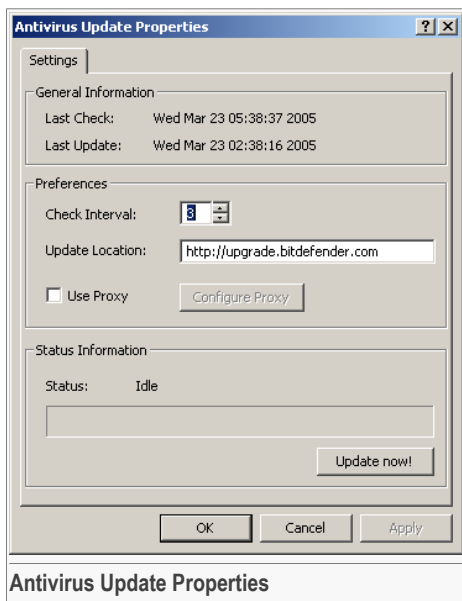 Antivirus Update Properties
Settings
General Information
Last Check: Wed Mar 23 05:38:37 2005
Last Update: Wed Mar 23 02:38:16 2005
Preferences
Check Interval: 3
Update Location: http://upgrade.bitdefender.com
Use Proxy Configure Proxy
Status Information
Status: Idle
Update now!
OK Cancel Apply
Antivirus Update Properties